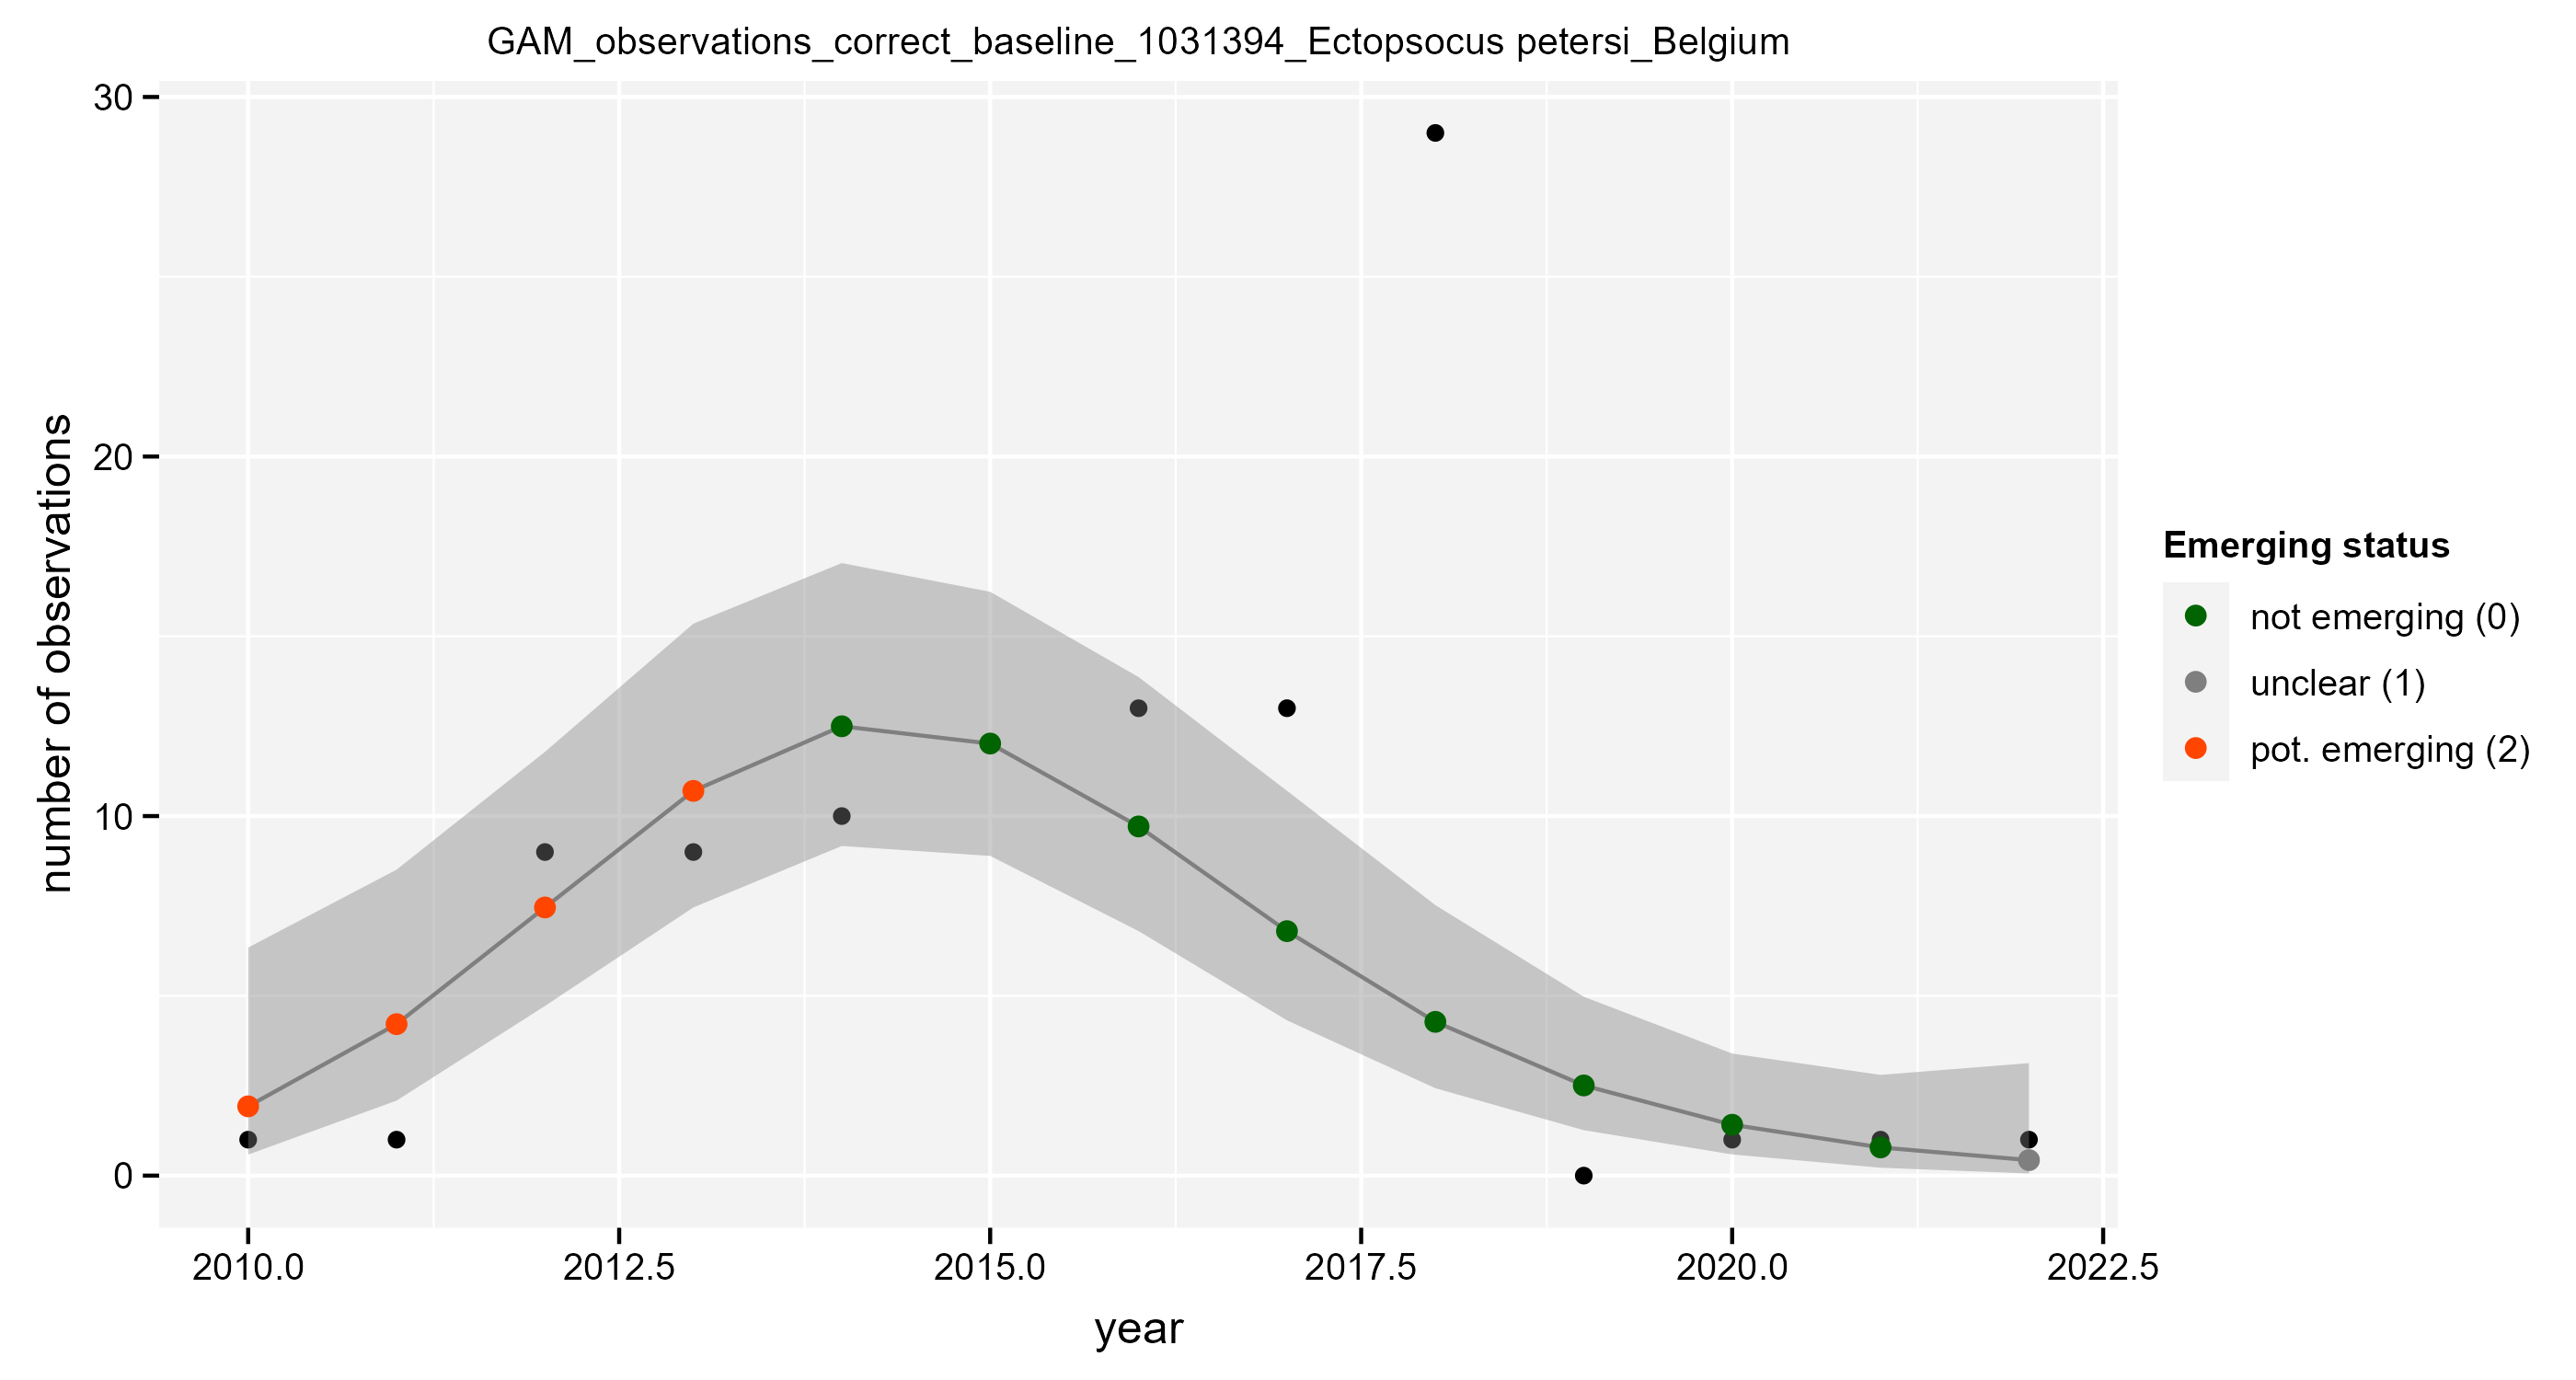 GAM_observations_correct_baseline_1031394_Ectopsocus petersi_Belgium
30
20
10
0
number of observations
2010.0 2012.5 2015.0 2017.5 2020.0 2022.5
year
Emerging status
not emerging (0)
unclear (1)
pot. emerging (2)